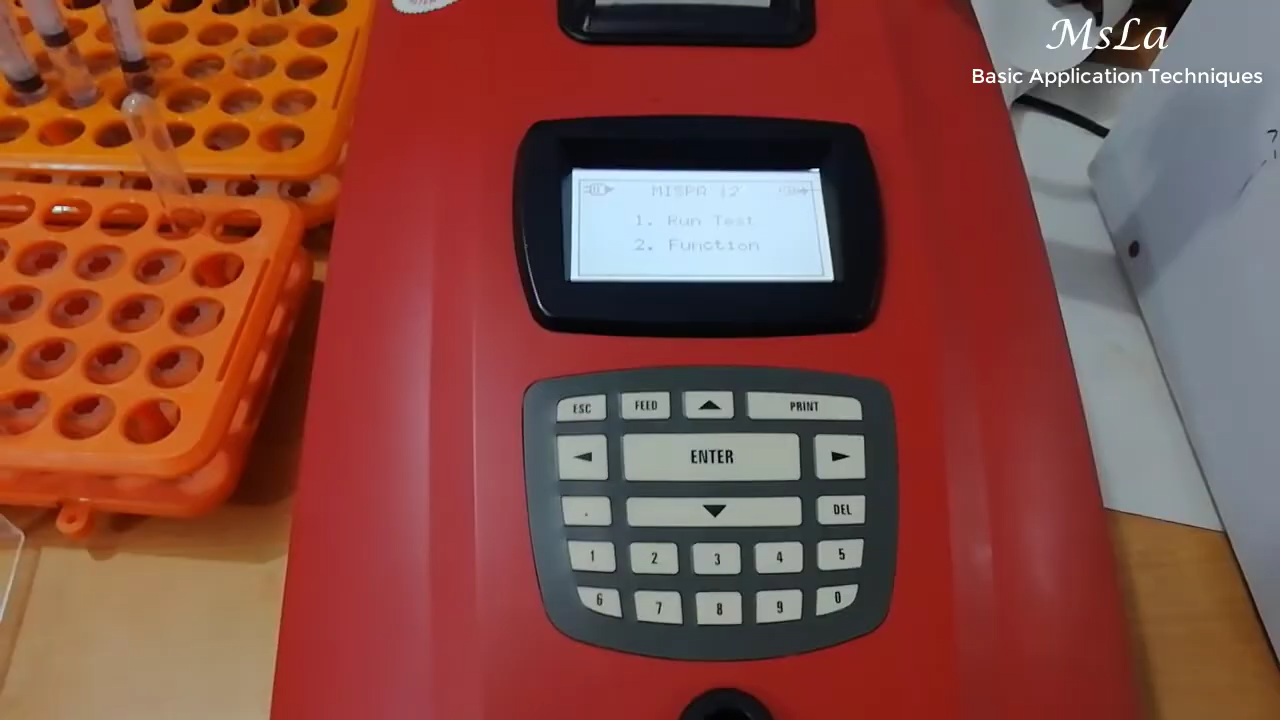 MsLa
Basic Application Techniques
MISPA i2
1. Run Test
2. Function
ESC FEED PRINT
ENTER
. DEL
1 2 3 4 5
6 7 8 9 0